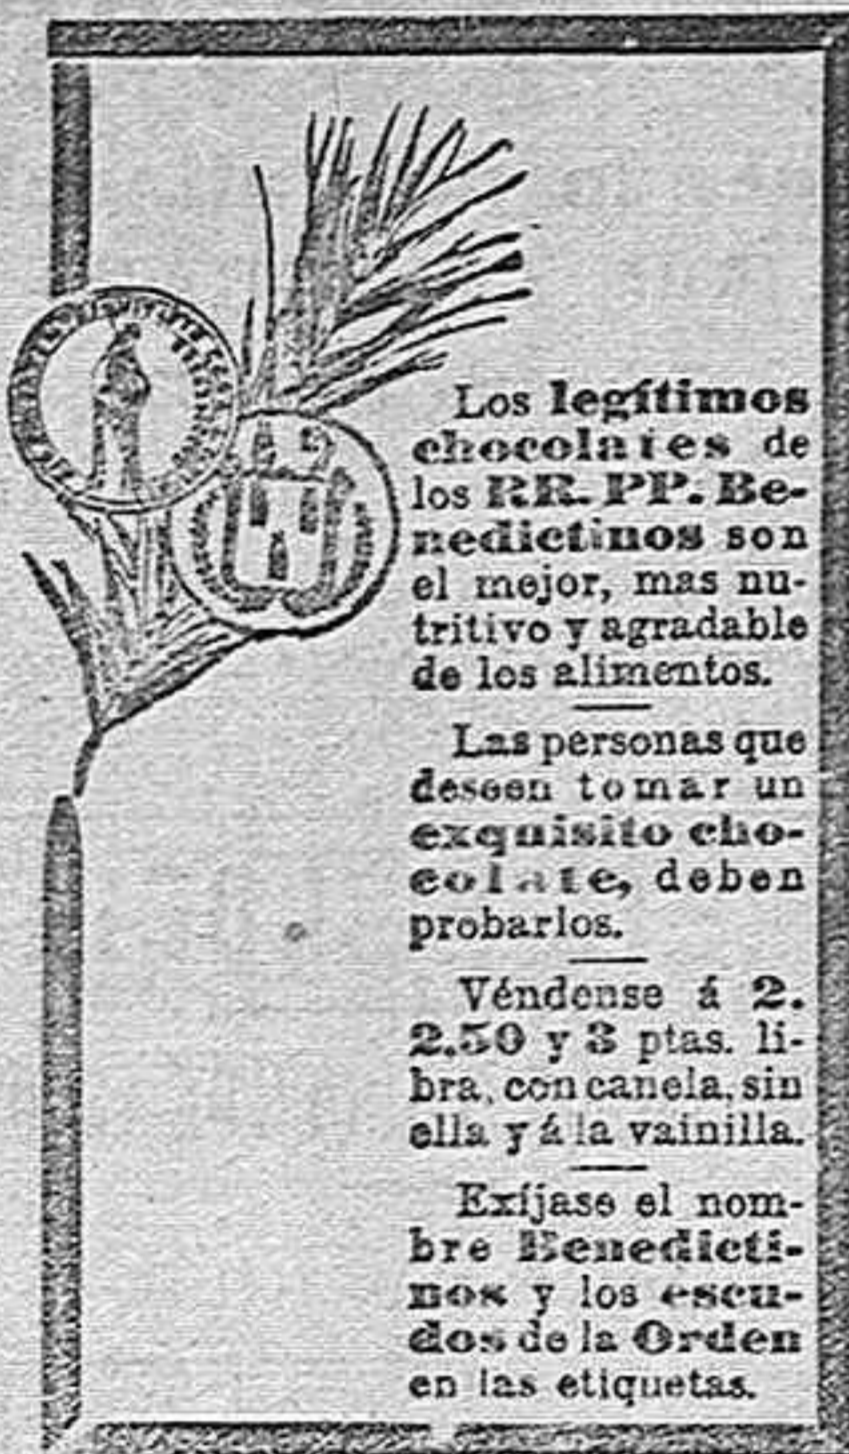 Los legítimos
chocolates de
los RR. PP. Be-
nedictinos son
el mejor, mas nu-
tritivo y agradable
de los alimentos.
Las personas que
deseen tomar un
exquisito cho-
colate, deben
probarlos.
Véndense á 2.
2.50 y 3 ptas. li-
bra, con canela, sin
ella y á la vainilla.
Exíjase el nom-
bre Benedicti-
nos y los escu-
dos de la Orden
en las etiquetas.